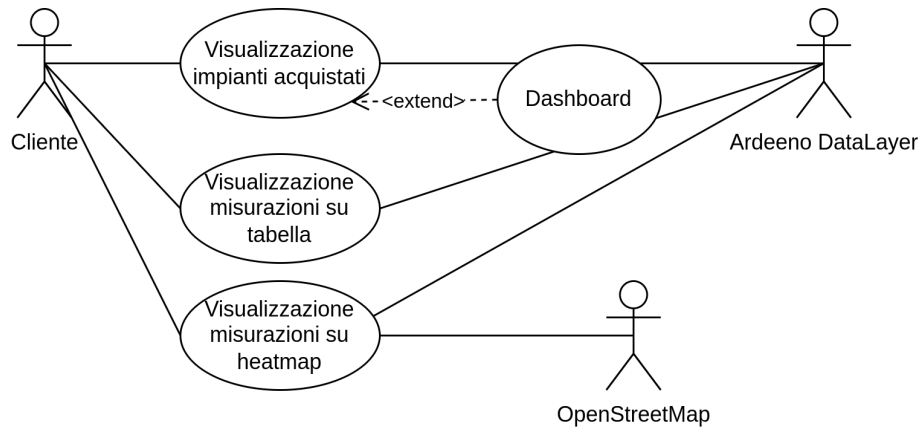 Visualizzazione
impianti acquistati
<extend>
Dashboard
Cliente
Ardeeno DataLayer
Visualizzazione
misurazioni su
tabella
Visualizzazione
misurazioni su
heatmap
OpenStreetMap